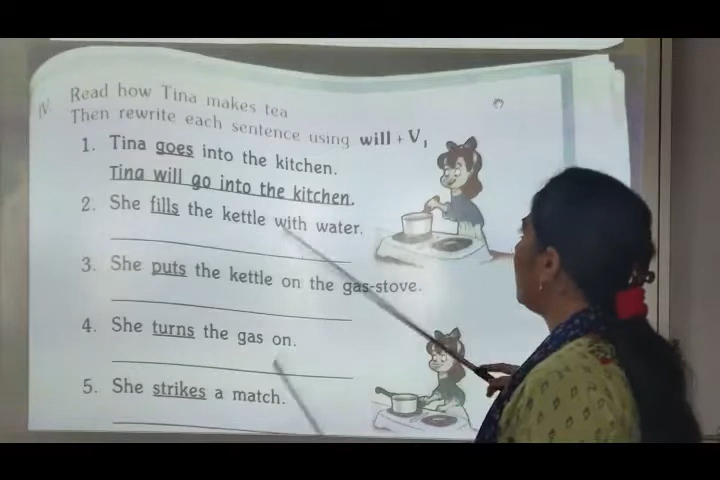 IV. Read how Tina makes tea
Then rewrite each sentence using will + V₁
1. Tina goes into the kitchen.
Tina will go into the kitchen.
2. She fills the kettle with water.
3. She puts the kettle on the gas-stove.
4. She turns the gas on.
5. She strikes a match.